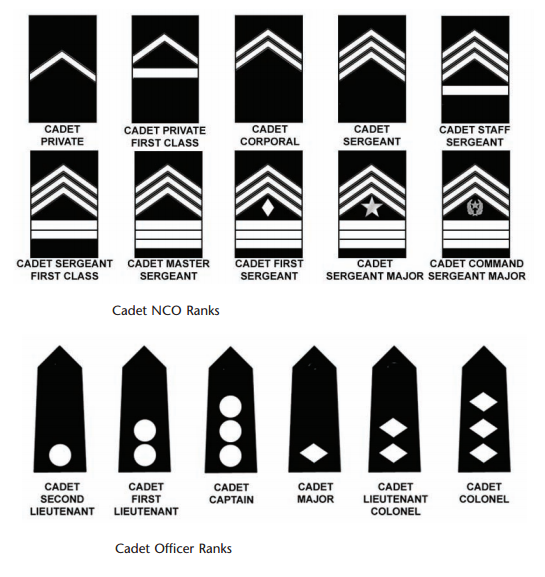 CADET
PRIVATE
CADET PRIVATE
FIRST CLASS
CADET
CORPORAL
CADET
SERGEANT
CADET STAFF
SERGEANT
CADET SERGEANT
FIRST CLASS
CADET MASTER
SERGEANT
CADET FIRST
SERGEANT
CADET
SERGEANT MAJOR
CADET COMMAND
SERGEANT MAJOR
Cadet NCO Ranks
CADET
SECOND
LIEUTENANT
CADET
FIRST
LIEUTENANT
CADET
CAPTAIN
CADET
MAJOR
CADET
LIEUTENANT
COLONEL
CADET
COLONEL
Cadet Officer Ranks